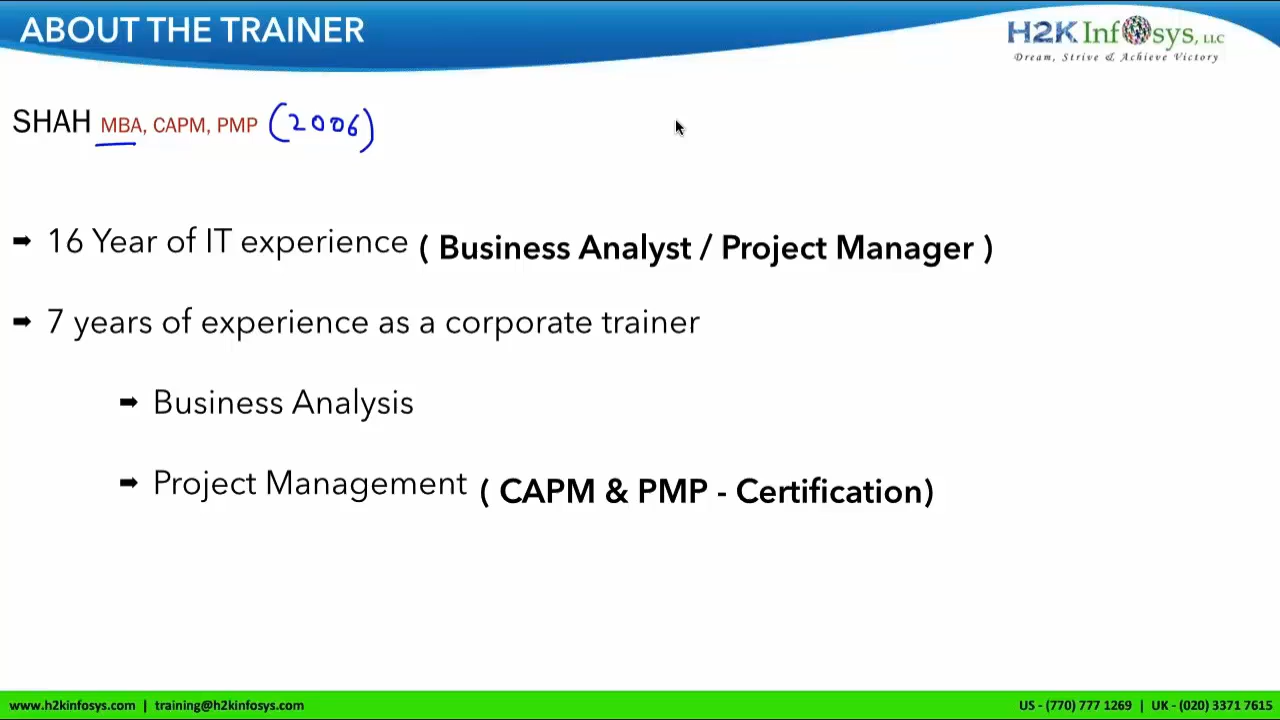 ABOUT THE TRAINER
H2K Infosys, LLC
Dream, Strive & Achieve Victory
SHAH MBA, CAPM, PMP (2006)
➡ 16 Year of IT experience ( Business Analyst / Project Manager )
➡ 7 years of experience as a corporate trainer
➡ Business Analysis
➡ Project Management ( CAPM & PMP - Certification)
www.h2kinfosys.com | training@h2kinfosys.com
US - (770) 777 1269 | UK - (020) 3371 7615